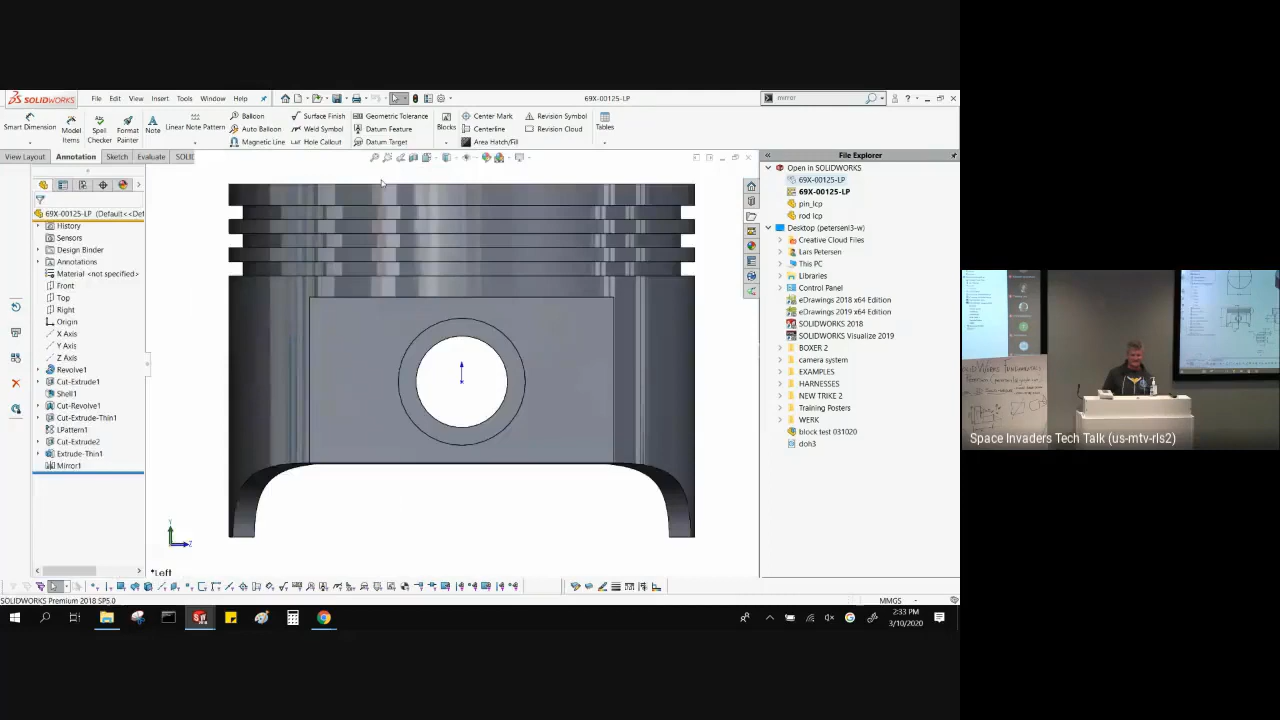 SOLIDWORKS
File Edit View Insert Tools Window Help
69X-00125-LP
mirror
Smart Dimension
Model Items
Spell Checker
Format Painter
Note
Linear Note Pattern
Balloon
Auto Balloon
Magnetic Line
Surface Finish
Weld Symbol
Hole Callout
Geometric Tolerance
Datum Feature
Datum Target
Blocks
Center Mark
Centerline
Area Hatch/Fill
Revision Symbol
Revision Cloud
Tables
View Layout Annotation Sketch Evaluate SOLI
69X-00125-LP (Default<<Def
History
Sensors
Design Binder
Annotations
Material <not specified>
Front
Top
Right
Origin
X Axis
Y Axis
Z Axis
Revolve1
Cut-Extrude1
Shell1
Cut-Revolve1
Cut-Extrude-Thin1
LPattern1
Cut-Extrude2
Extrude-Thin1
Mirror1
Y
Z
*Left
File Explorer
Open in SOLIDWORKS
69X-00125-LP
69X-00125-LP
pin_lcp
rod lcp
Desktop (petersenl3-w)
Creative Cloud Files
Lars Petersen
This PC
Libraries
Control Panel
eDrawings 2018 x64 Edition
eDrawings 2019 x64 Edition
SOLIDWORKS 2018
SOLIDWORKS Visualize 2019
BOXER 2
camera system
EXAMPLES
HARNESSES
NEW TRIKE 2
Training Posters
WERK
block test 031020
doh3
SOLIDWORKS Premium 2018 SP5.0
MMGS
2:33 PM
3/10/2020
Space Invaders Tech Talk (us-mtv-rls2)